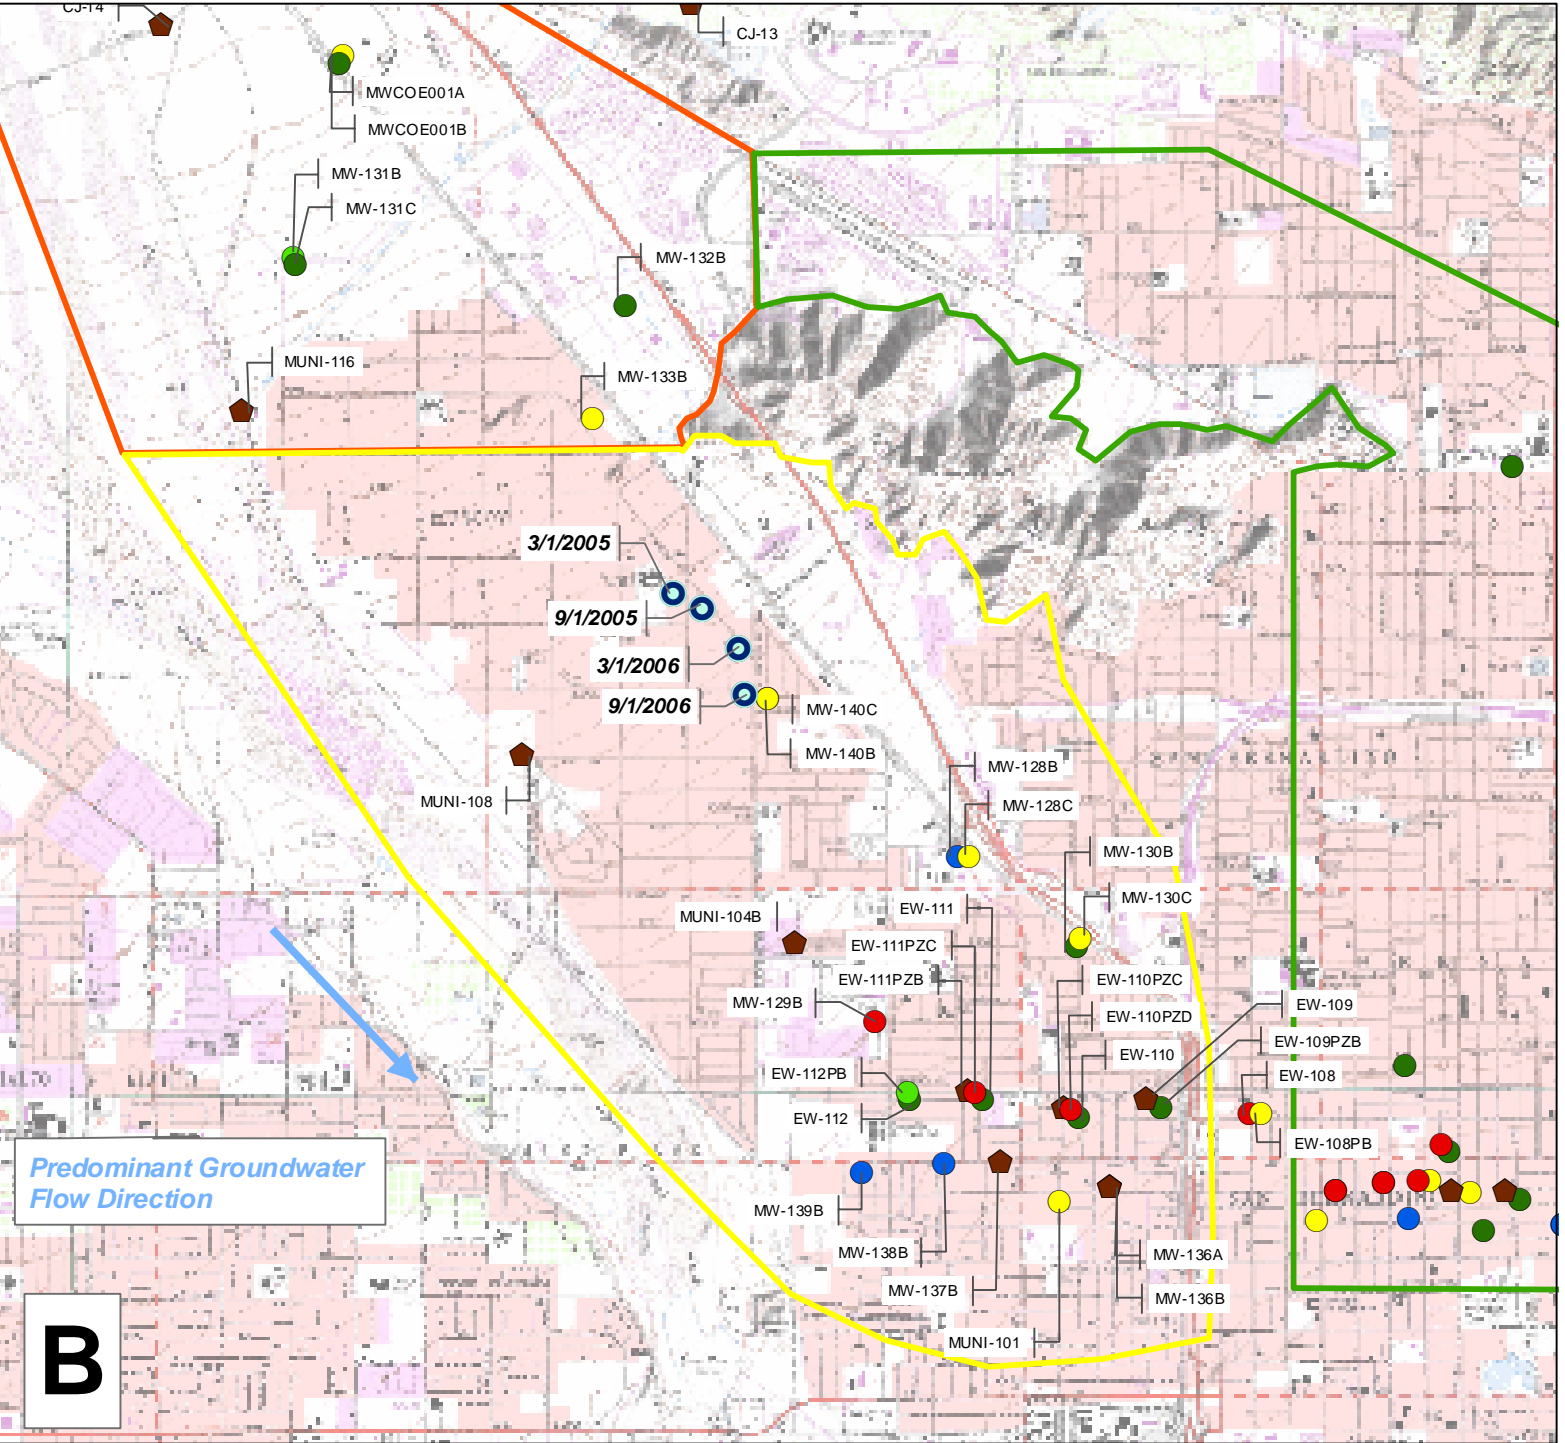 CJ-14
CJ-13
MWCOE001A
MWCOE001B
MW-131B
MW-131C
MW-132B
MUNI-116
MW-133B
3/1/2005
9/1/2005
3/1/2006
9/1/2006
MW-140C
MW-140B
MUNI-108
MW-128B
MW-128C
MW-130B
MW-130C
EW-111
MUNI-104B
EW-111PZC
EW-111PZB
MW-129B
EW-110PZC
EW-109
EW-110PZD
EW-109PZB
EW-110
EW-112PB
EW-108
EW-112
EW-108PB
Predominant Groundwater
Flow Direction
MW-139B
MW-138B
MW-136A
MW-137B
MW-136B
MUNI-101
B